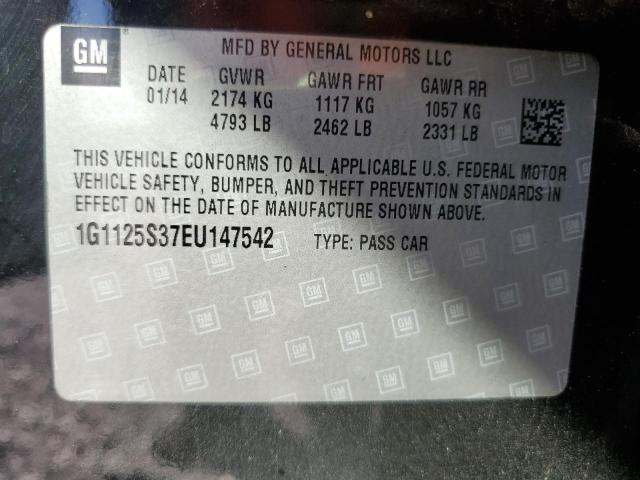 GM
MFD BY GENERAL MOTORS LLC
DATE GVWR GAWR FRT GAWR RR
01/14 2174 KG 1117 KG 1057 KG
4793 LB 2462 LB 2331 LB
THIS VEHICLE CONFORMS TO ALL APPLICABLE U.S. FEDERAL MOTOR
VEHICLE SAFETY, BUMPER, AND THEFT PREVENTION STANDARDS IN
EFFECT ON THE DATE OF MANUFACTURE SHOWN ABOVE.
1G1125S37EU147542 TYPE: PASS CAR